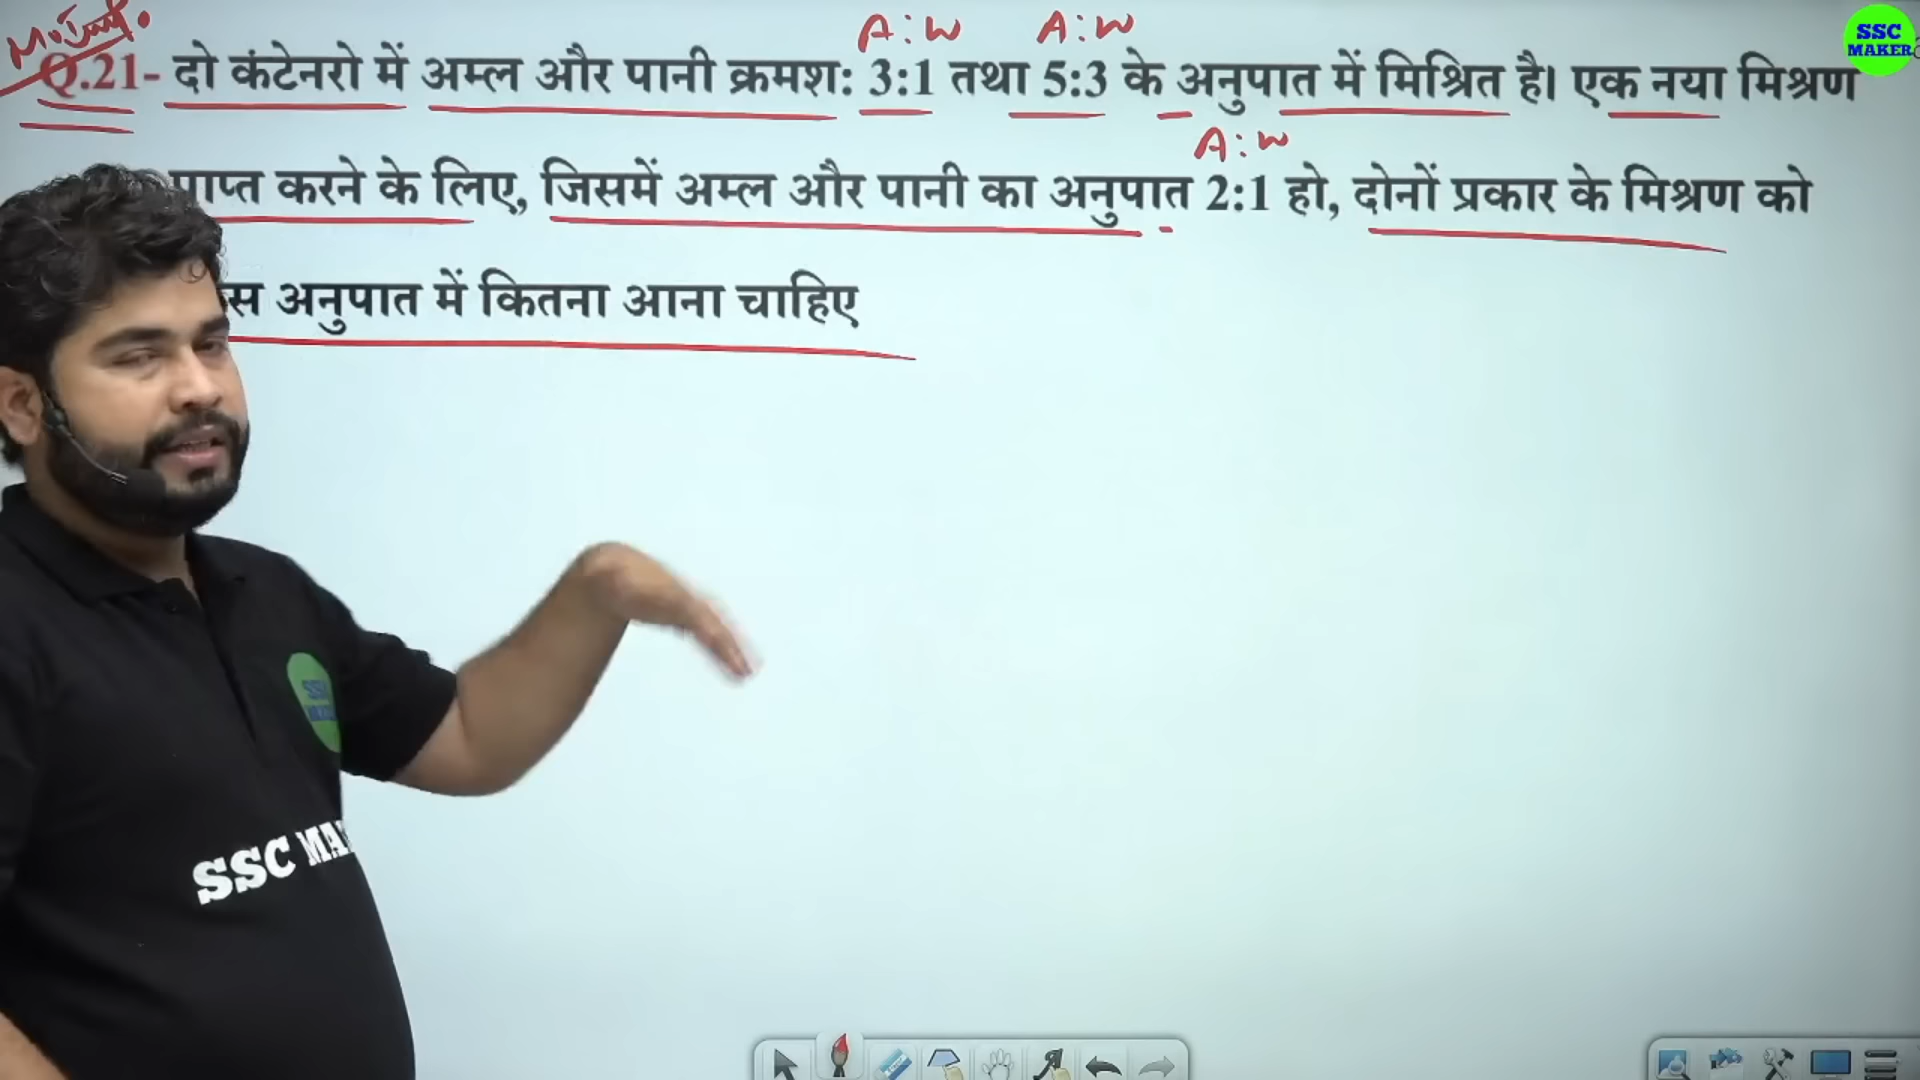 A:W A:W
M.Imp.
SSC MAKER
Q.21- दो कंटेनरो में अम्ल और पानी क्रमश: 3:1 तथा 5:3 के अनुपात में मिश्रित है। एक नया मिश्रण
A:W
प्राप्त करने के लिए, जिसमें अम्ल और पानी का अनुपात 2:1 हो, दोनों प्रकार के मिश्रण को
अनुपात में कितना आना चाहिए
SSC
SSC